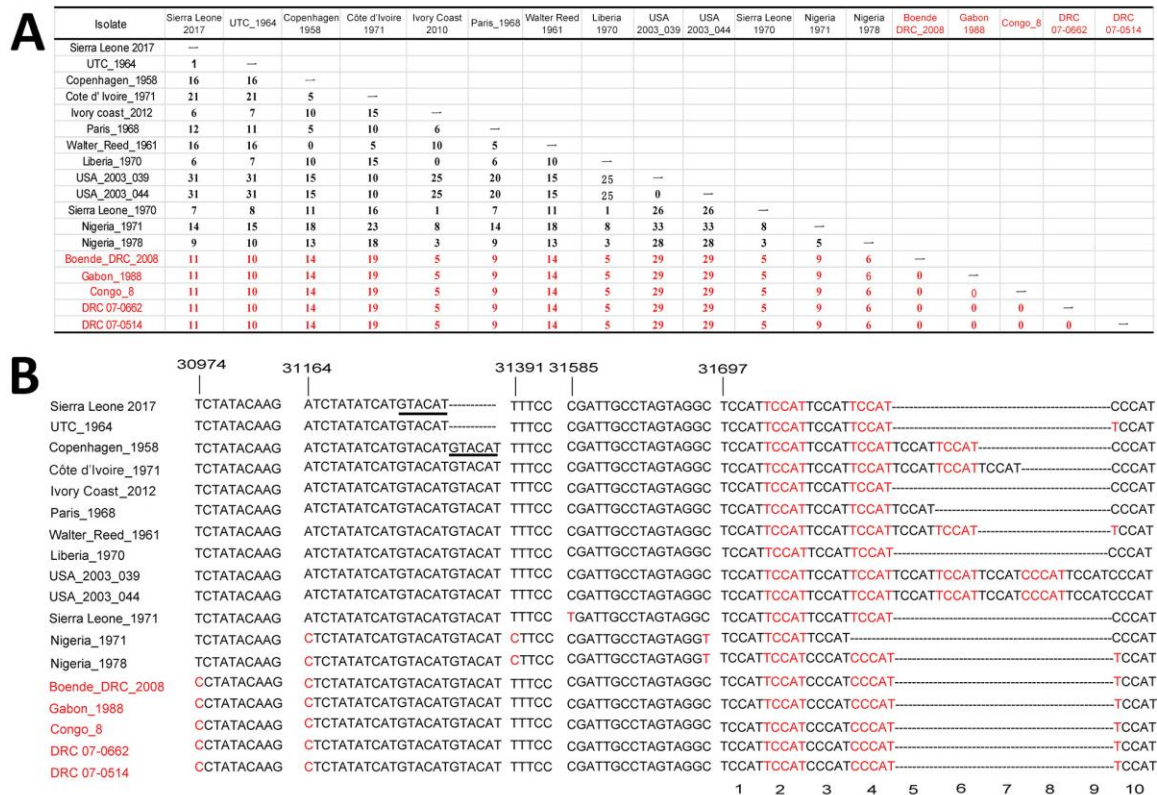 A
Isolate Sierra Leone 2017 UTC_1964 Copenhagen 1958 Côte d'Ivoire 1971 Ivory Coast 2010 Paris_1968 Walter Reed 1961 Liberia 1970 USA 2003_039 USA 2003_044 Sierra Leone 1970 Nigeria 1971 Nigeria 1978 Boende DRC_2008 Gabon 1988 Congo_8 DRC 07-0662 DRC 07-0514
Sierra Leone 2017 —
UTC_1964 1 —
Copenhagen_1958 16 16 —
Cote d' Ivoire_1971 21 21 5 —
Ivory coast_2012 6 7 10 15 —
Paris_1968 12 11 5 10 6 —
Walter_Reed_1961 16 16 0 5 10 5 —
Liberia_1970 6 7 10 15 0 6 10 —
USA_2003_039 31 31 15 10 25 20 15 25 —
USA_2003_044 31 31 15 10 25 20 15 25 0 —
Sierra Leone_1970 7 8 11 16 1 7 11 1 26 26 —
Nigeria_1971 14 15 18 23 8 14 18 8 33 33 8 —
Nigeria_1978 9 10 13 18 3 9 13 3 28 28 3 5 —
Boende_DRC_2008 11 10 14 19 5 9 14 5 29 29 5 9 6 —
Gabon_1988 11 10 14 19 5 9 14 5 29 29 5 9 6 0 —
Congo_8 11 10 14 19 5 9 14 5 29 29 5 9 6 0 0 —
DRC 07-0662 11 10 14 19 5 9 14 5 29 29 5 9 6 0 0 0 —
DRC 07-0514 11 10 14 19 5 9 14 5 29 29 5 9 6 0 0 0 0 —
B
30974 31164 31391 31585 31697
Sierra Leone 2017 TCTATACAAG ATCTATATCATGTACAT----------- TTTCC CGATTGCCTAGTAGGC TCCATTCCATTCCATTCCAT------------------------------CCCAT
UTC_1964 TCTATACAAG ATCTATATCATGTACAT----------- TTTCC CGATTGCCTAGTAGGC TCCATTCCATTCCATTCCAT------------------------------TCCAT
Copenhagen_1958 TCTATACAAG ATCTATATCATGTACATGTACAT TTTCC CGATTGCCTAGTAGGC TCCATTCCATTCCATTCCATTCCATTCCAT--------------------CCCAT
Côte d'Ivoire_1971 TCTATACAAG ATCTATATCATGTACATGTACAT TTTCC CGATTGCCTAGTAGGC TCCATTCCATTCCATTCCATTCCATTCCATTCCAT---------------CCCAT
Ivory Coast_2012 TCTATACAAG ATCTATATCATGTACATGTACAT TTTCC CGATTGCCTAGTAGGC TCCATTCCATTCCATTCCAT------------------------------CCCAT
Paris_1968 TCTATACAAG ATCTATATCATGTACATGTACAT TTTCC CGATTGCCTAGTAGGC TCCATTCCATTCCATTCCATTCCAT-------------------------CCCAT
Walter_Reed_1961 TCTATACAAG ATCTATATCATGTACATGTACAT TTTCC CGATTGCCTAGTAGGC TCCATTCCATTCCATTCCATTCCATTCCAT--------------------TCCAT
Liberia_1970 TCTATACAAG ATCTATATCATGTACATGTACAT TTTCC CGATTGCCTAGTAGGC TCCATTCCATTCCATTCCAT------------------------------CCCAT
USA_2003_039 TCTATACAAG ATCTATATCATGTACATGTACAT TTTCC CGATTGCCTAGTAGGC TCCATTCCATTCCATTCCATTCCATTCCATTCCATCCCATTCCATCCCAT
USA_2003_044 TCTATACAAG ATCTATATCATGTACATGTACAT TTTCC CGATTGCCTAGTAGGC TCCATTCCATTCCATTCCATTCCATTCCATTCCATCCCATTCCATCCCAT
Sierra Leone_1971 TCTATACAAG ATCTATATCATGTACATGTACAT TTTCC TGATTGCCTAGTAGGC TCCATTCCATTCCATTCCAT------------------------------CCCAT
Nigeria_1971 TCTATACAAG CTCTATATCATGTACATGTACAT CTTCC CGATTGCCTAGTAGGT TCCATTCCATTCCAT-----------------------------------CCCAT
Nigeria_1978 TCTATACAAG CTCTATATCATGTACATGTACAT CTTCC CGATTGCCTAGTAGGT TCCATTCCATCCCATCCCAT------------------------------TCCAT
Boende_DRC_2008 CCTATACAAG CTCTATATCATGTACATGTACAT TTTCC CGATTGCCTAGTAGGC TCCATTCCATCCCATCCCAT------------------------------TCCAT
Gabon_1988 CCTATACAAG CTCTATATCATGTACATGTACAT TTTCC CGATTGCCTAGTAGGC TCCATTCCATCCCATCCCAT------------------------------TCCAT
Congo_8 CCTATACAAG CTCTATATCATGTACATGTACAT TTTCC CGATTGCCTAGTAGGC TCCATTCCATCCCATCCCAT------------------------------TCCAT
DRC 07-0662 CCTATACAAG CTCTATATCATGTACATGTACAT TTTCC CGATTGCCTAGTAGGC TCCATTCCATCCCATCCCAT------------------------------TCCAT
DRC 07-0514 CCTATACAAG CTCTATATCATGTACATGTACAT TTTCC CGATTGCCTAGTAGGC TCCATTCCATCCCATCCCAT------------------------------TCCAT
1 2 3 4 5 6 7 8 9 10